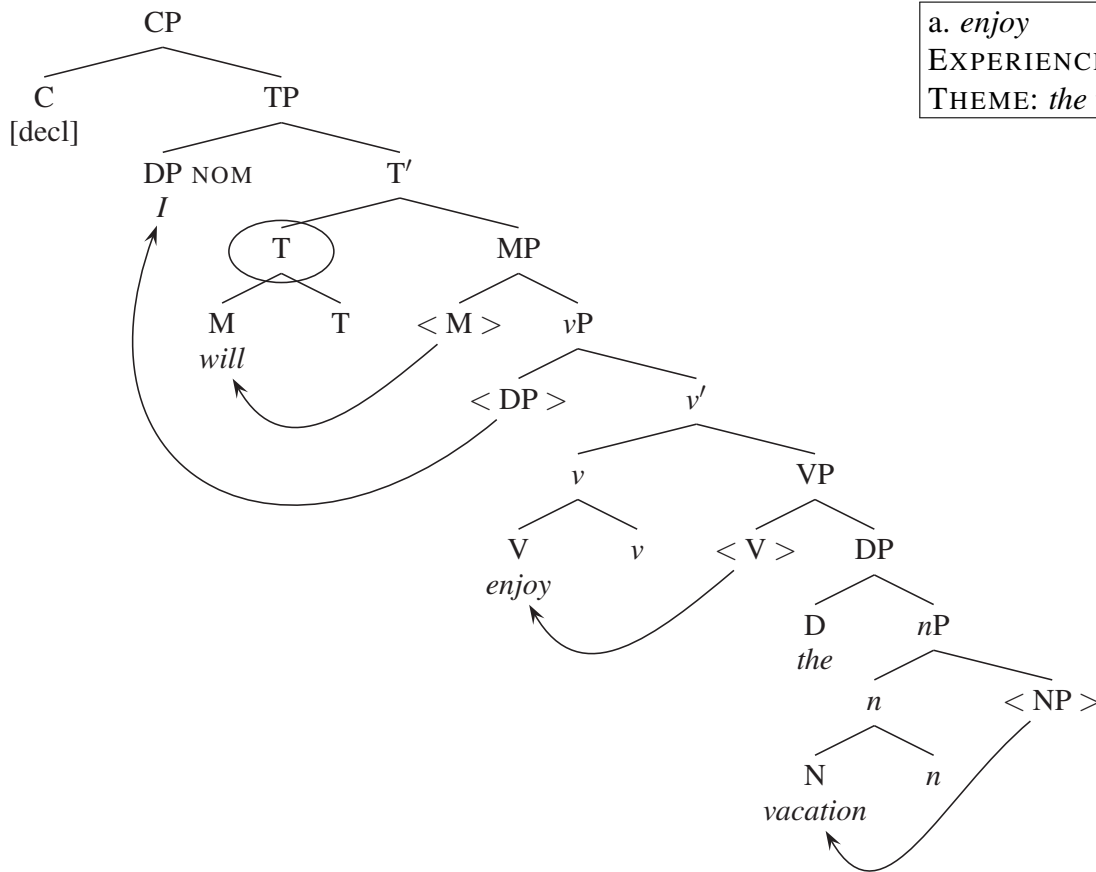 CP
a. enjoy
EXPERIENC
THEME: the
C TP
[decl]
DP NOM T′
I
T MP
M T < M > vP
will
< DP > v′
v VP
V v < V > DP
enjoy
D nP
the
n < NP >
N n
vacation